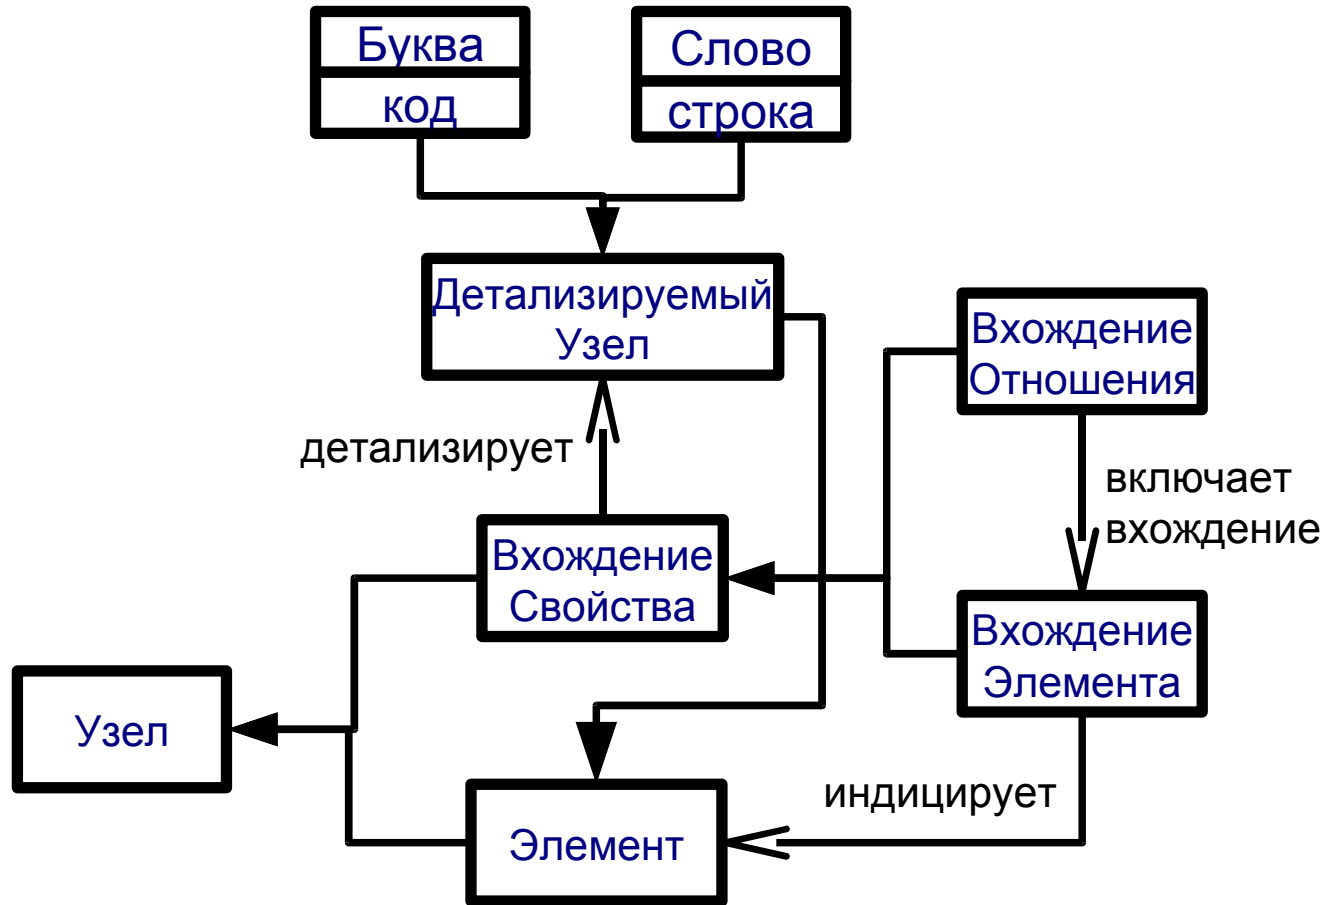 Буква
код
Слово
строка
Детализируемый
Узел
Вхождение
Отношения
детализирует
включает
вхождение
Вхождение
Свойства
Вхождение
Элемента
Узел
индицирует
Элемент